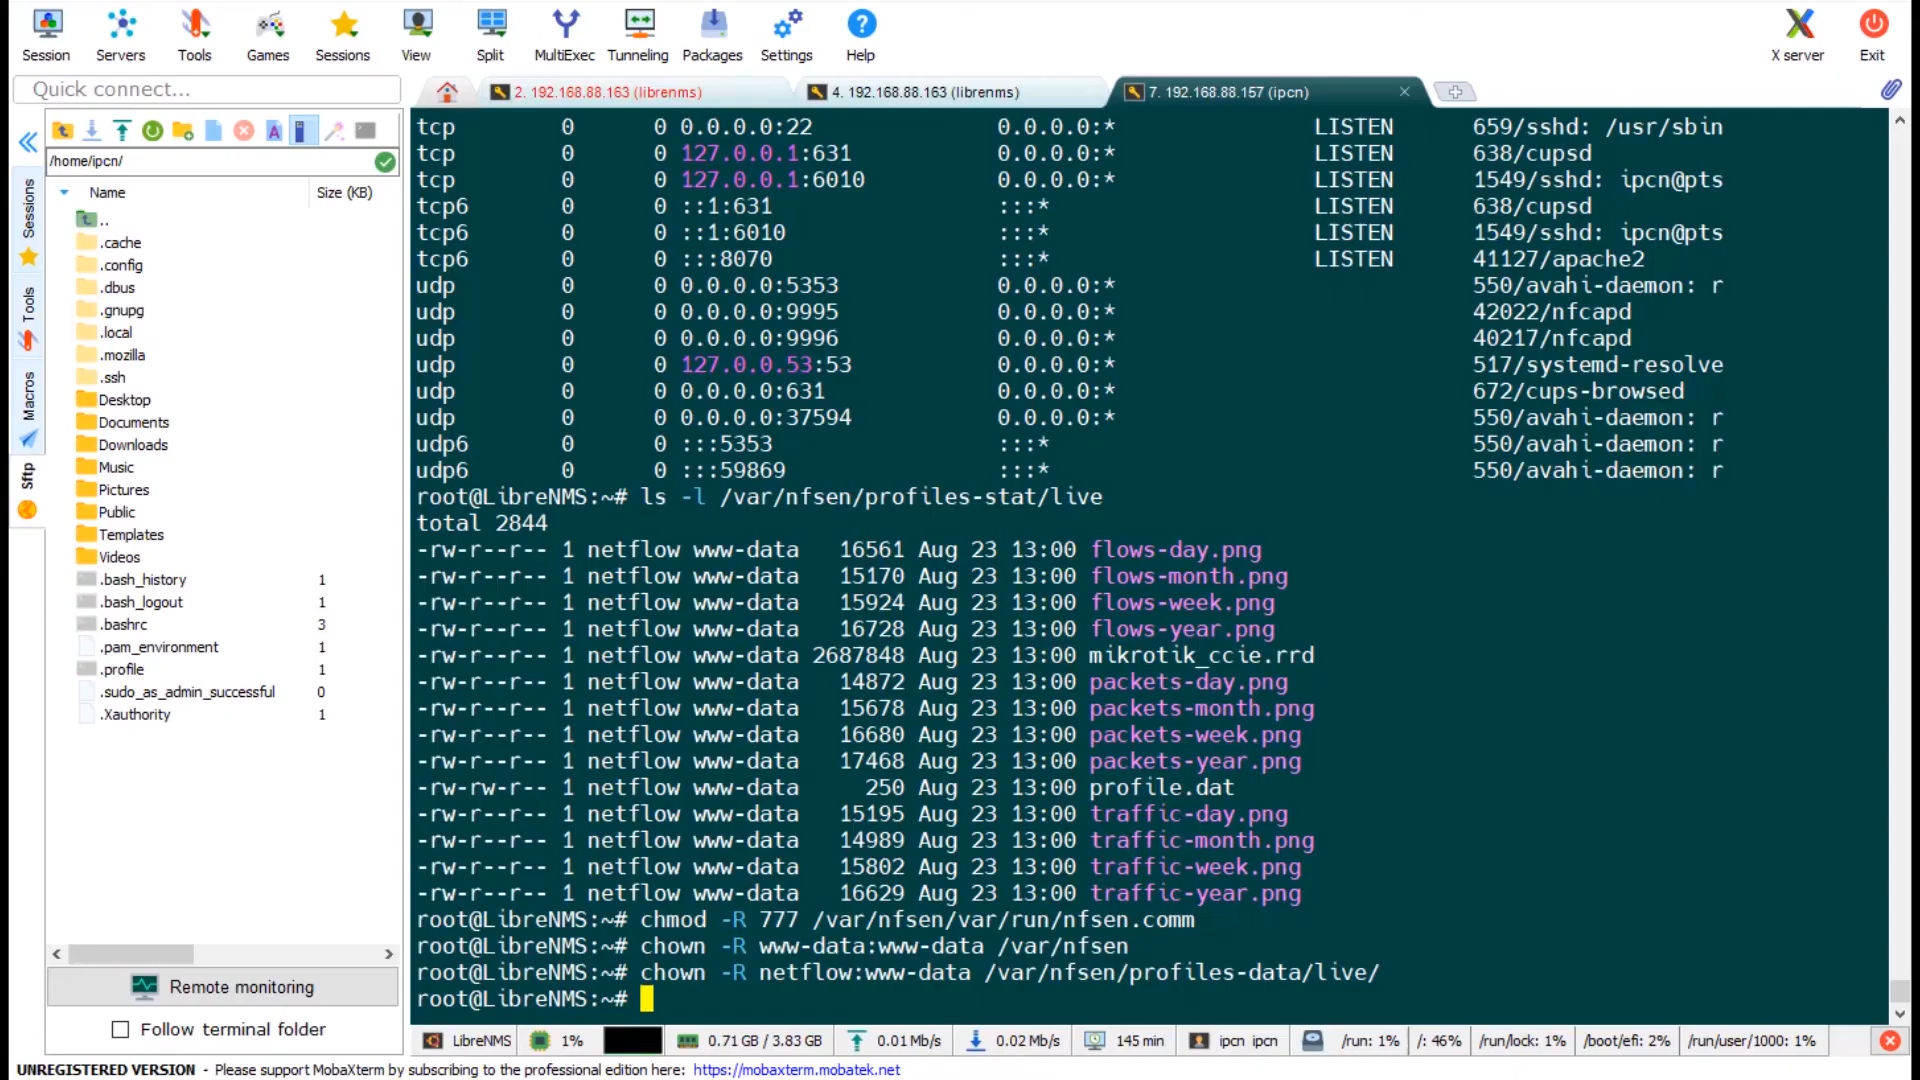 Session Servers Tools Games Sessions View Split MultiExec Tunneling Packages Settings Help X server Exit
Quick connect...
2. 192.168.88.163 (librenms)
4. 192.168.88.163 (librenms)
7. 192.168.88.157 (ipcn)
Sessions
Tools
Macros
Sftp
/home/ipcn/
Name Size (KB)
..
.cache
.config
.dbus
.gnupg
.local
.mozilla
.ssh
Desktop
Documents
Downloads
Music
Pictures
Public
Templates
Videos
.bash_history 1
.bash_logout 1
.bashrc 3
.pam_environment 1
.profile 1
.sudo_as_admin_successful 0
.Xauthority 1
Remote monitoring
Follow terminal folder
tcp 0 0 0.0.0.0:22 0.0.0.0:* LISTEN 659/sshd: /usr/sbin
tcp 0 0 127.0.0.1:631 0.0.0.0:* LISTEN 638/cupsd
tcp 0 0 127.0.0.1:6010 0.0.0.0:* LISTEN 1549/sshd: ipcn@pts
tcp6 0 0 ::1:631 :::* LISTEN 638/cupsd
tcp6 0 0 ::1:6010 :::* LISTEN 1549/sshd: ipcn@pts
tcp6 0 0 :::8070 :::* LISTEN 41127/apache2
udp 0 0 0.0.0.0:5353 0.0.0.0:* 550/avahi-daemon: r
udp 0 0 0.0.0.0:9995 0.0.0.0:* 42022/nfcapd
udp 0 0 0.0.0.0:9996 0.0.0.0:* 40217/nfcapd
udp 0 0 127.0.0.53:53 0.0.0.0:* 517/systemd-resolve
udp 0 0 0.0.0.0:631 0.0.0.0:* 672/cups-browsed
udp 0 0 0.0.0.0:37594 0.0.0.0:* 550/avahi-daemon: r
udp6 0 0 :::5353 :::* 550/avahi-daemon: r
udp6 0 0 :::59869 :::* 550/avahi-daemon: r
root@LibreNMS:~# ls -l /var/nfsen/profiles-stat/live
total 2844
-rw-r--r-- 1 netflow www-data 16561 Aug 23 13:00 flows-day.png
-rw-r--r-- 1 netflow www-data 15170 Aug 23 13:00 flows-month.png
-rw-r--r-- 1 netflow www-data 15924 Aug 23 13:00 flows-week.png
-rw-r--r-- 1 netflow www-data 16728 Aug 23 13:00 flows-year.png
-rw-r--r-- 1 netflow www-data 2687848 Aug 23 13:00 mikrotik_ccie.rrd
-rw-r--r-- 1 netflow www-data 14872 Aug 23 13:00 packets-day.png
-rw-r--r-- 1 netflow www-data 15678 Aug 23 13:00 packets-month.png
-rw-r--r-- 1 netflow www-data 16680 Aug 23 13:00 packets-week.png
-rw-r--r-- 1 netflow www-data 17468 Aug 23 13:00 packets-year.png
-rw-rw-r-- 1 netflow www-data 250 Aug 23 13:00 profile.dat
-rw-r--r-- 1 netflow www-data 15195 Aug 23 13:00 traffic-day.png
-rw-r--r-- 1 netflow www-data 14989 Aug 23 13:00 traffic-month.png
-rw-r--r-- 1 netflow www-data 15802 Aug 23 13:00 traffic-week.png
-rw-r--r-- 1 netflow www-data 16629 Aug 23 13:00 traffic-year.png
root@LibreNMS:~# chmod -R 777 /var/nfsen/var/run/nfsen.comm
root@LibreNMS:~# chown -R www-data:www-data /var/nfsen
root@LibreNMS:~# chown -R netflow:www-data /var/nfsen/profiles-data/live/
root@LibreNMS:~#
LibreNMS 1% 0.71 GB / 3.83 GB 0.01 Mb/s 0.02 Mb/s 145 min ipcn ipcn /run: 1% /: 46% /run/lock: 1% /boot/efi: 2% /run/user/1000: 1%
UNREGISTERED VERSION - Please support MobaXterm by subscribing to the professional edition here: https://mobaxterm.mobatek.net